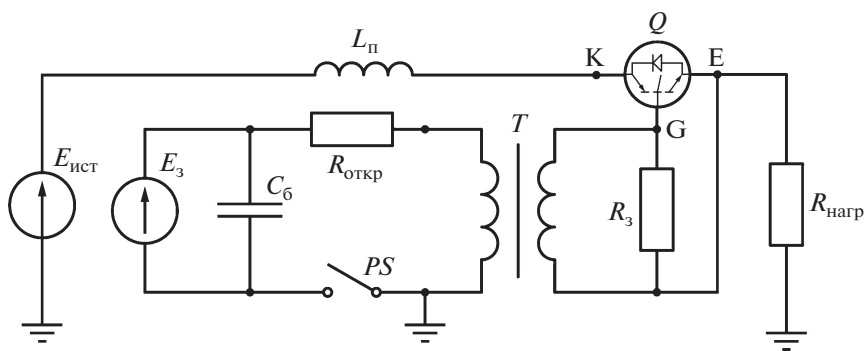 Q
L_п
K
E
T
G
E_ист
E_з
R_откр
C_б
R_з
R_нагр
PS